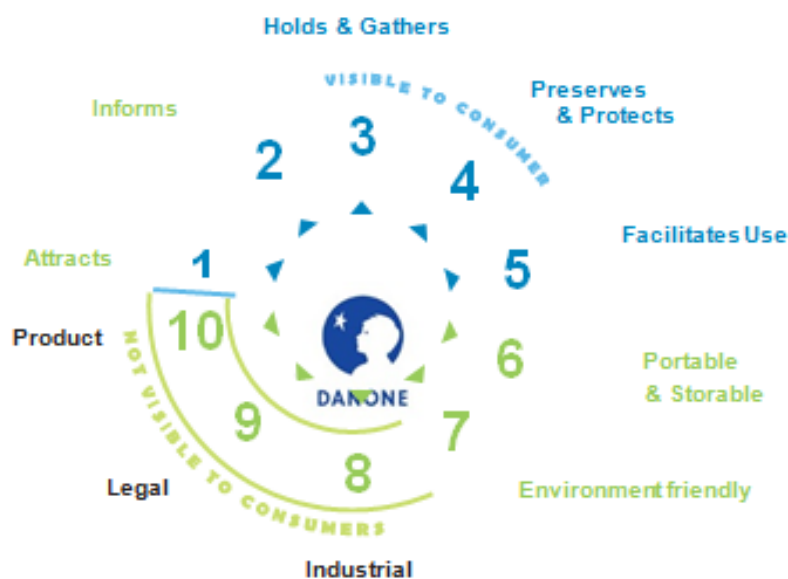 Holds & Gathers
VISIBLE TO CONSUMER
Preserves
& Protects
Informs
3
2
4
Facilitates Use
Attracts
1
5
Product
10
6
Portable
& Storable
DANONE
9
7
NOT VISIBLE TO CONSUMERS
8
Legal
Environment friendly
Industrial